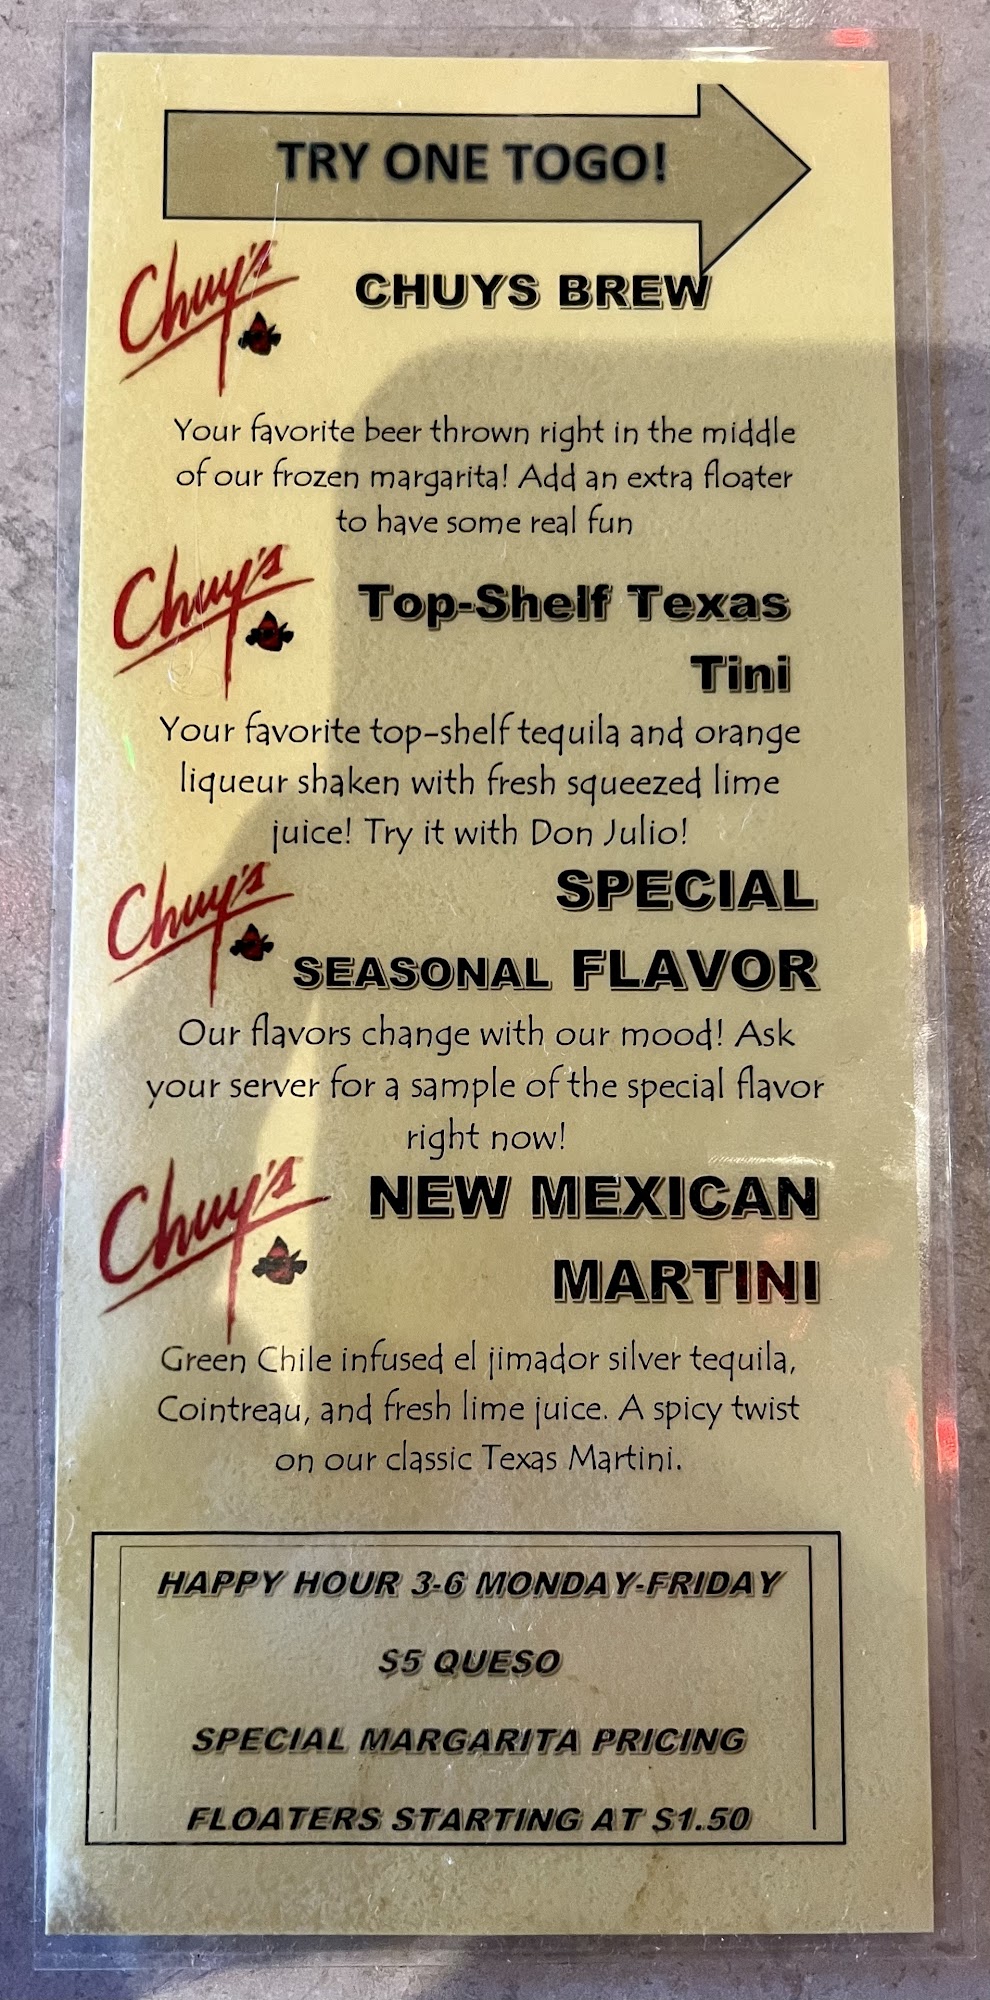 TRY ONE TOGO!
Chuy's
CHUYS BREW
Your favorite beer thrown right in the middle
of our frozen margarita! Add an extra floater
to have some real fun
Chuy's
Top-Shelf Texas
Tini
Your favorite top-shelf tequila and orange
liqueur shaken with fresh squeezed lime
juice! Try it with Don Julio!
Chuy's
SPECIAL
SEASONAL FLAVOR
Our flavors change with our mood! Ask
your server for a sample of the special flavor
right now!
Chuy's
NEW MEXICAN
MARTINI
Green Chile infused el jimador silver tequila,
Cointreau, and fresh lime juice. A spicy twist
on our classic Texas Martini.
HAPPY HOUR 3-6 MONDAY-FRIDAY
$5 QUESO
SPECIAL MARGARITA PRICING
FLOATERS STARTING AT $1.50